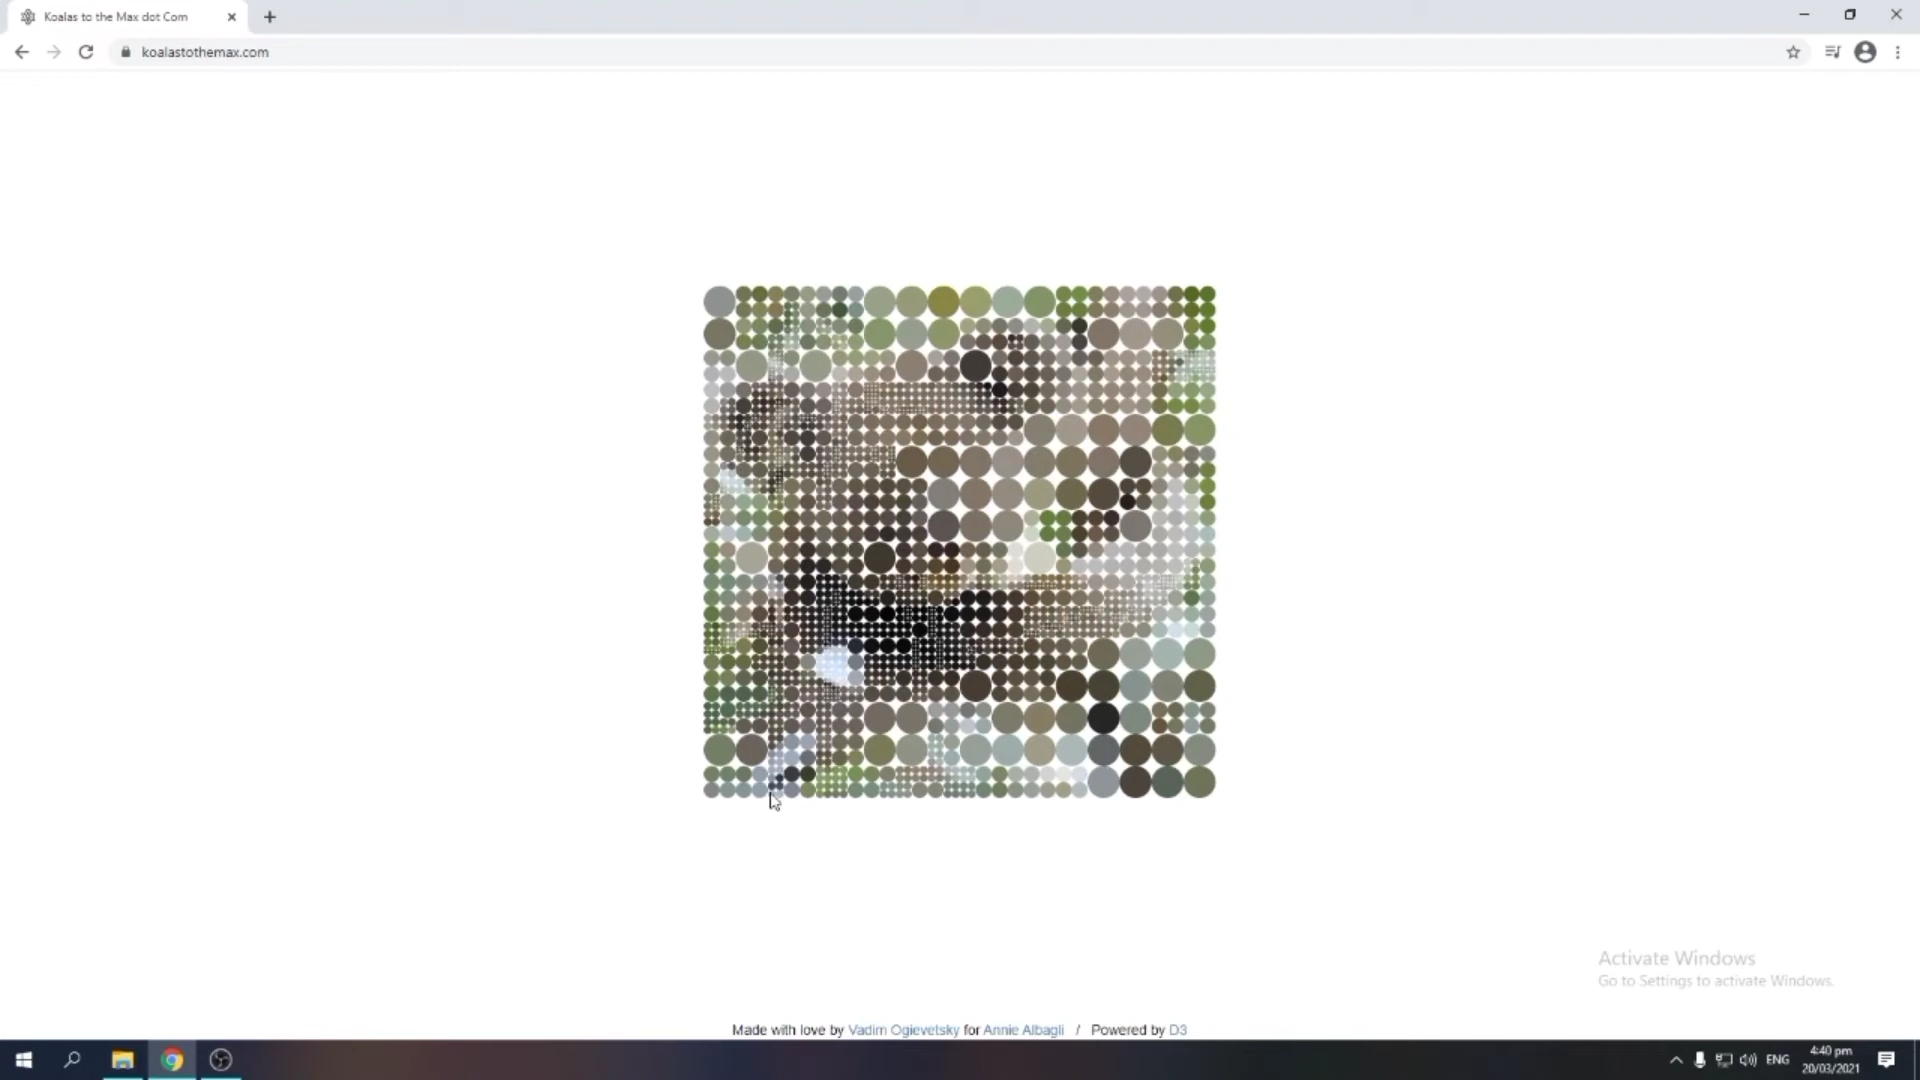 Koalas to the Max dot Com
koalastothemax.com
Activate Windows
Go to Settings to activate Windows.
Made with love by Vadim Ogievetsky for Annie Albagli / Powered by D3
ENG
4:40 pm
20/03/2021